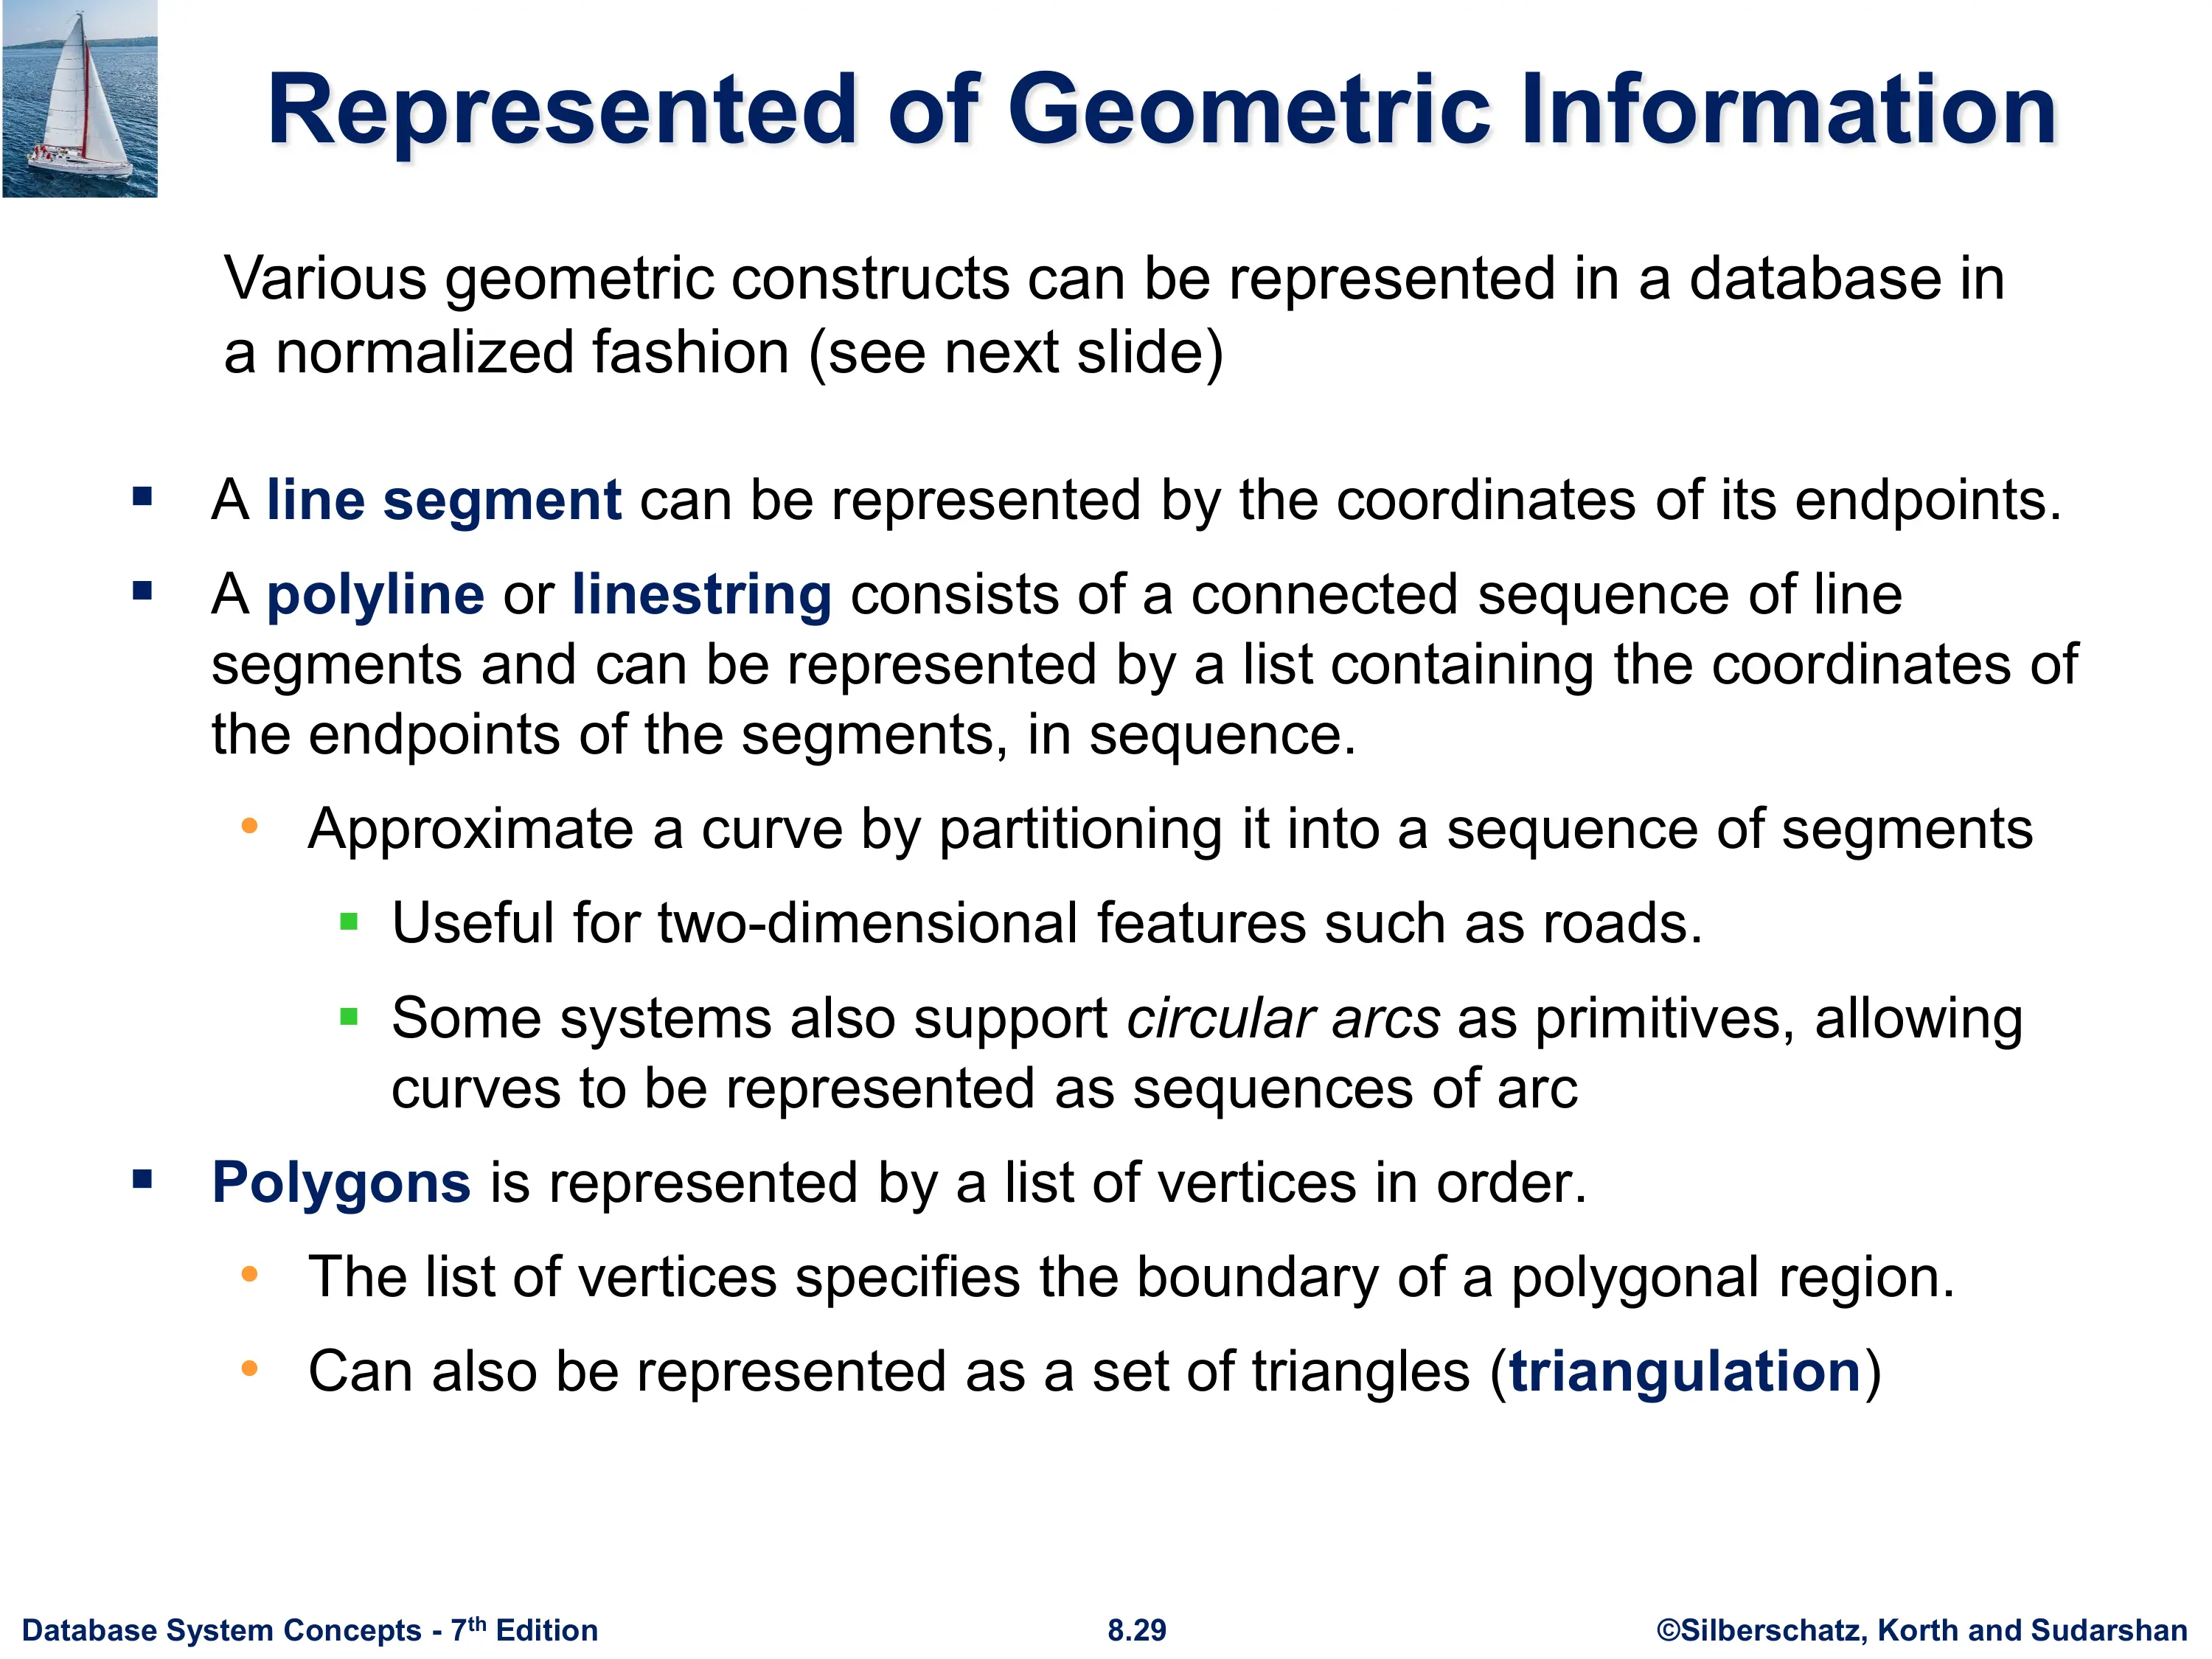 Represented of Geometric Information
Various geometric constructs can be represented in a database in
a normalized fashion (see next slide)
▪ A line segment can be represented by the coordinates of its endpoints.
▪ A polyline or linestring consists of a connected sequence of line
segments and can be represented by a list containing the coordinates of
the endpoints of the segments, in sequence.
• Approximate a curve by partitioning it into a sequence of segments
▪ Useful for two-dimensional features such as roads.
▪ Some systems also support circular arcs as primitives, allowing
curves to be represented as sequences of arc
▪ Polygons is represented by a list of vertices in order.
• The list of vertices specifies the boundary of a polygonal region.
• Can also be represented as a set of triangles (triangulation)
Database System Concepts - 7th Edition 8.29 ©Silberschatz, Korth and Sudarshan